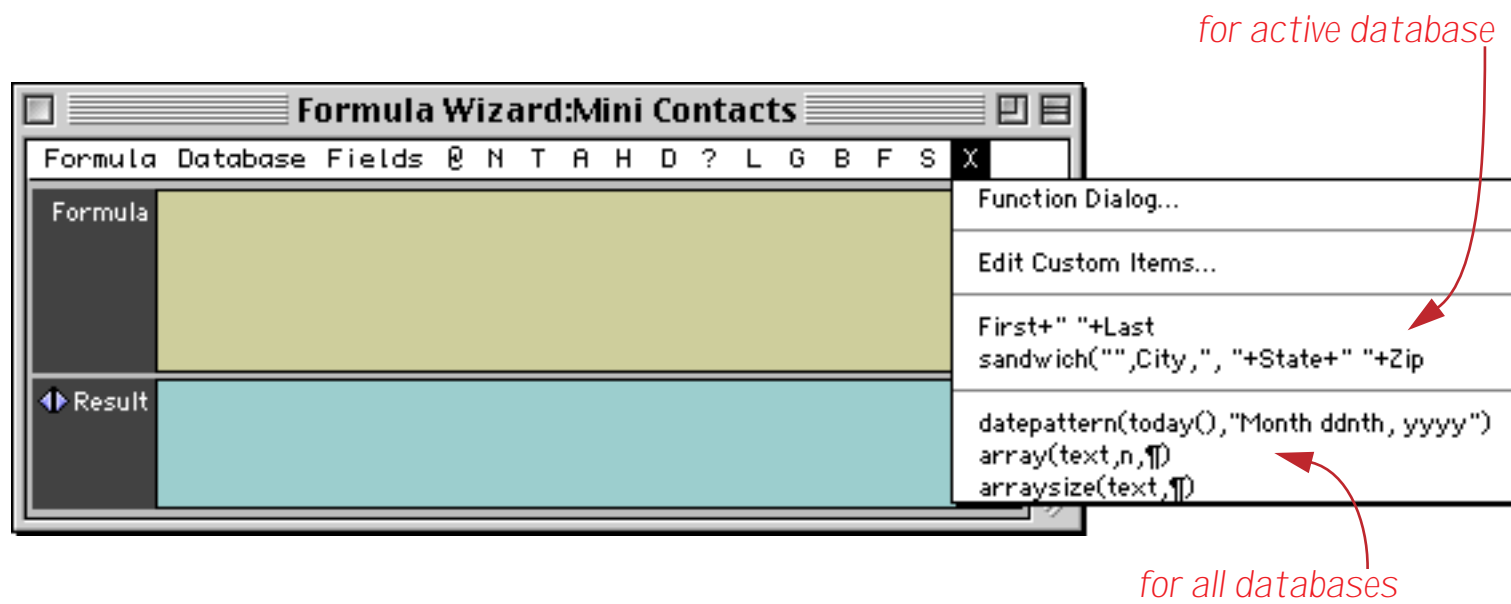 for active database
Formula Wizard:Mini Contacts
Formula Database Fields @ N T A H D ? L G B F S X
Formula
Function Dialog...
Edit Custom Items...
First+" "+Last
sandwich("",City,", "+State+" "+Zip
Result
datepattern(today(),"Month ddnth, yyyy")
array(text,n,¶)
arraysize(text,¶)
for all databases